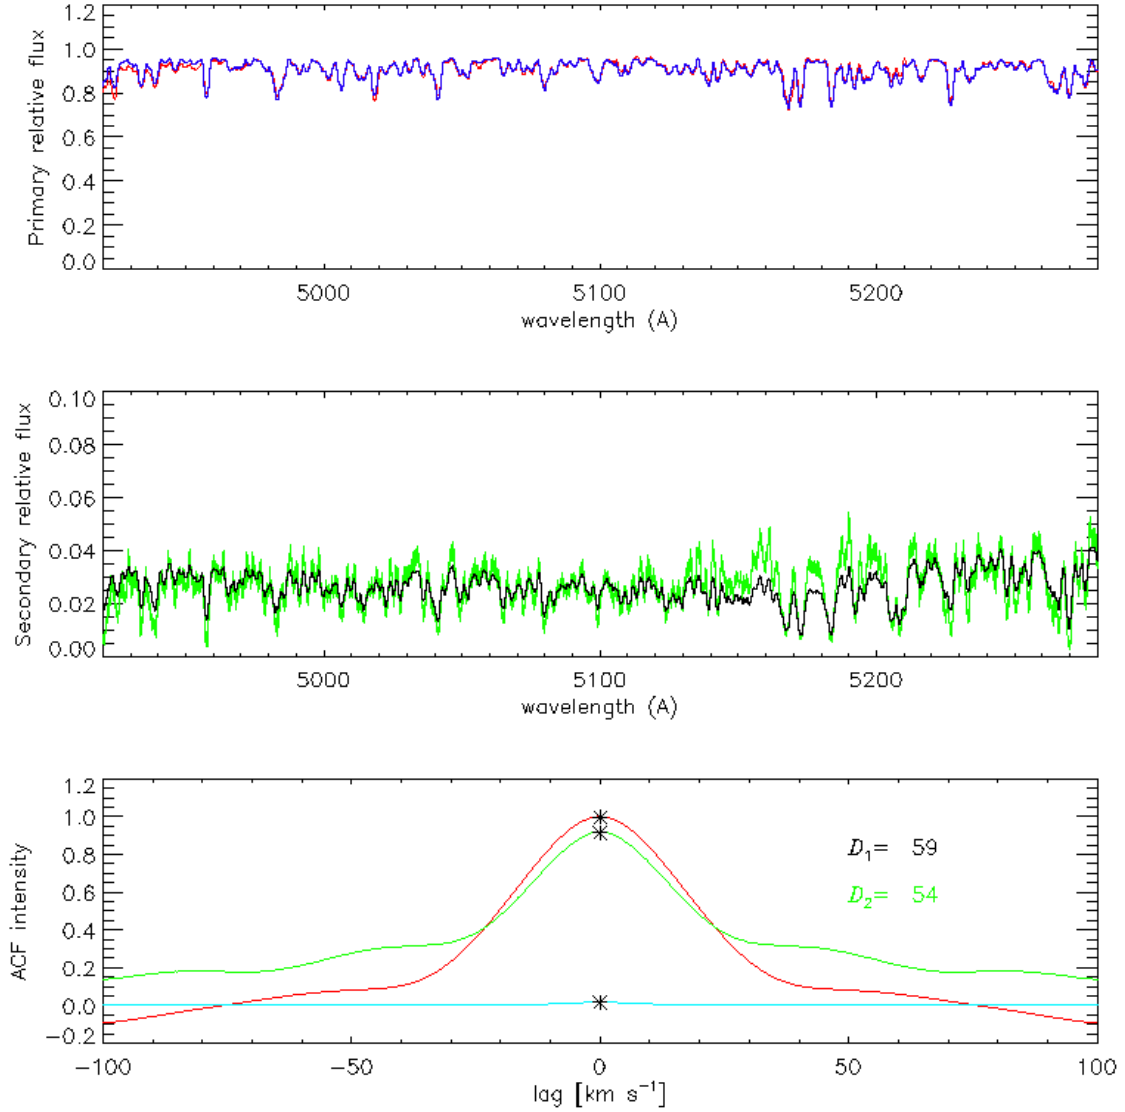 Primary relative flux
1.2
1.0
0.8
0.6
0.4
0.2
0.0
5000 5100 5200
wavelength (A)
Secondary relative flux
0.10
0.08
0.06
0.04
0.02
0.00
5000 5100 5200
wavelength (A)
ACF intensity
1.2
1.0
0.8
0.6
0.4
0.2
0.0
−0.2
D₁= 59
D₂= 54
−100 −50 0 50 100
lag [km s⁻¹]